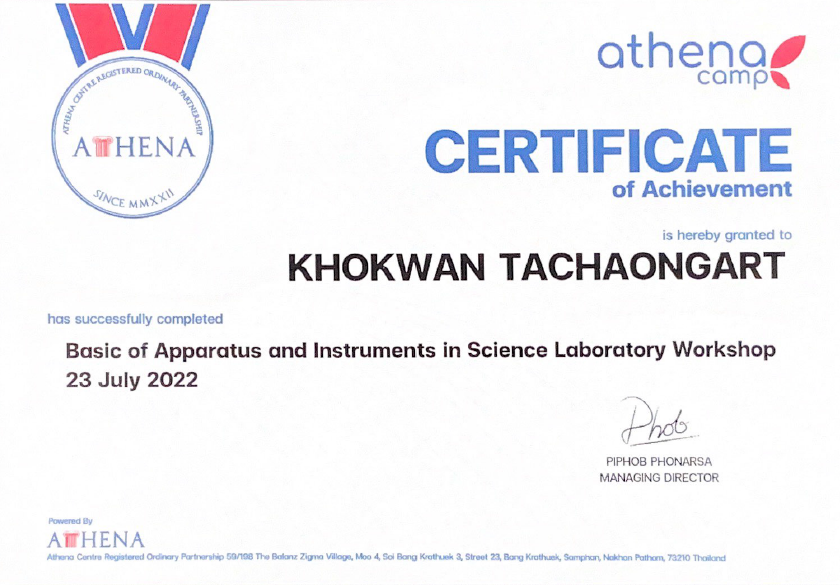 ATHENA CENTRE REGISTERED ORDINARY PARTNERSHIP
ATHENA
SINCE MMXXII
athena
camp
CERTIFICATE
of Achievement
is hereby granted to
KHOKWAN TACHAONGART
has successfully completed
Basic of Apparatus and Instruments in Science Laboratory Workshop
23 July 2022
Phob
PIPHOB PHONARSA
MANAGING DIRECTOR
Powered By
ATHENA
Athena Centre Registered Ordinary Partnership 59/198 The Balanz Zigma Village, Moo 4, Soi Bang Krathuek 3, Street 23, Bang Krathuek, Samphan, Nakhon Pathom, 73210 Thailand